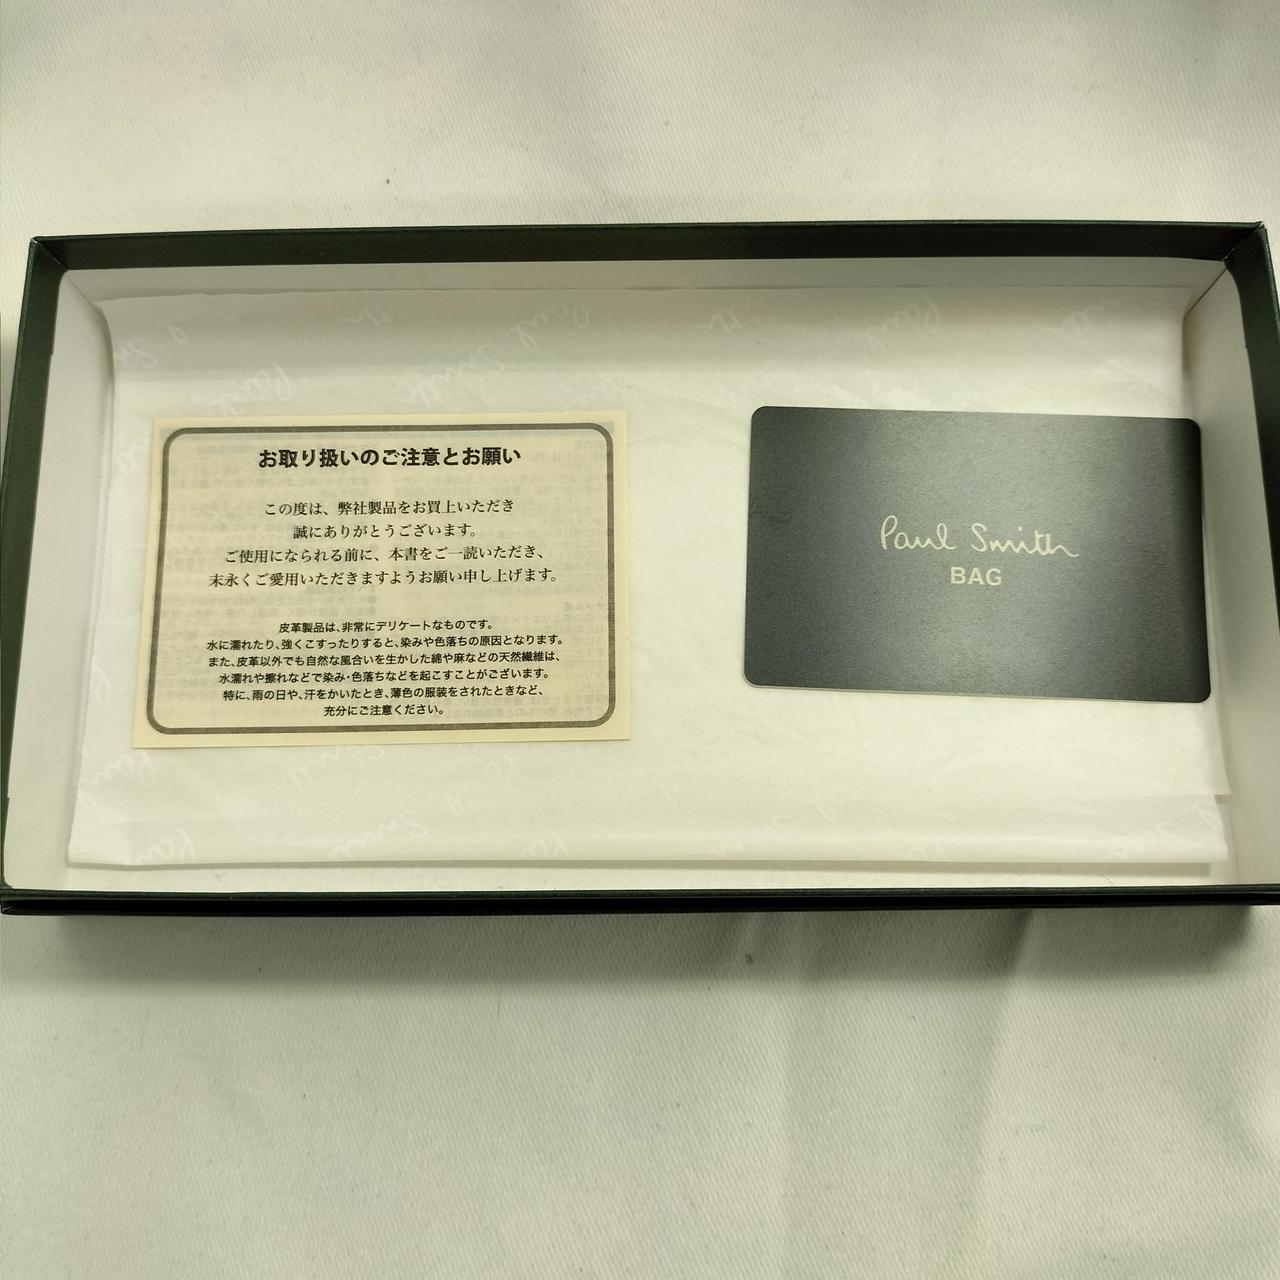 お取り扱いのご注意とお願い
この度は、弊社製品をお買上いただき
誠にありがとうございます。
ご使用になられる前に、本書をご一読いただき、
末永くご愛用いただきますようお願い申し上げます。
皮革製品は、非常にデリケートなものです。
水に濡れたり、強くこすったりすると、染みや色落ちの原因となります。
また、皮革以外でも自然な風合いを生かした綿や麻などの天然繊維は、
水濡れや擦れなどで染み・色落ちなどを起こすことがございます。
特に、雨の日や、汗をかいたとき、薄色の服装をされたときなど、
充分にご注意ください。
Paul Smith
BAG